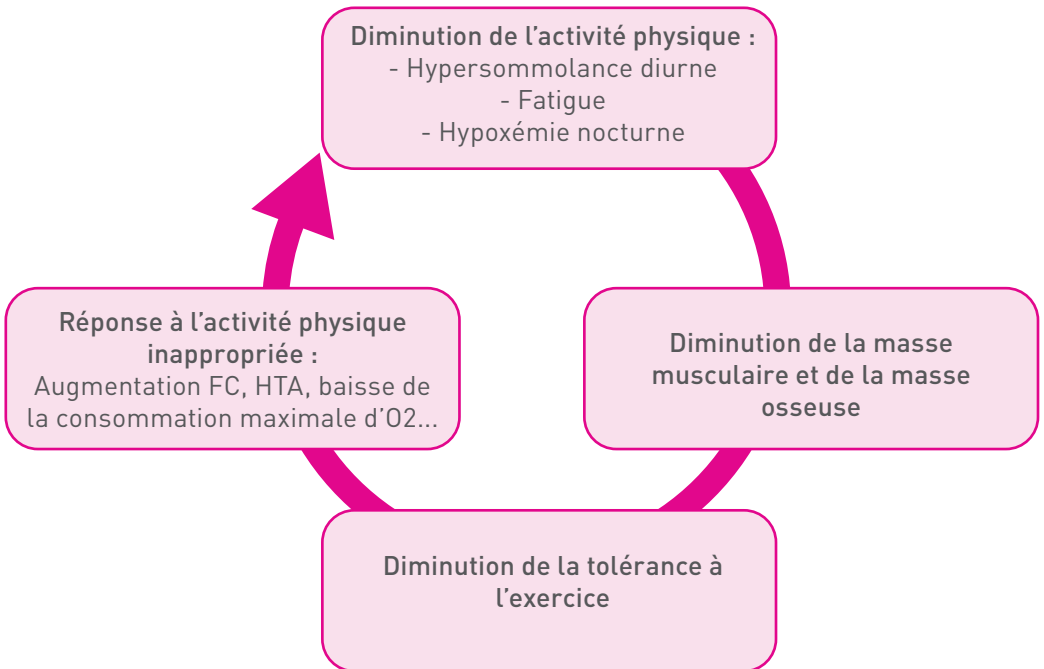 Diminution de l’activité physique :
- Hypersommolance diurne
- Fatigue
- Hypoxémie nocturne
Réponse à l’activité physique
inappropriée :
Augmentation FC, HTA, baisse de
la consommation maximale d’O2...
Diminution de la masse
musculaire et de la masse
osseuse
Diminution de la tolérance à
l’exercice